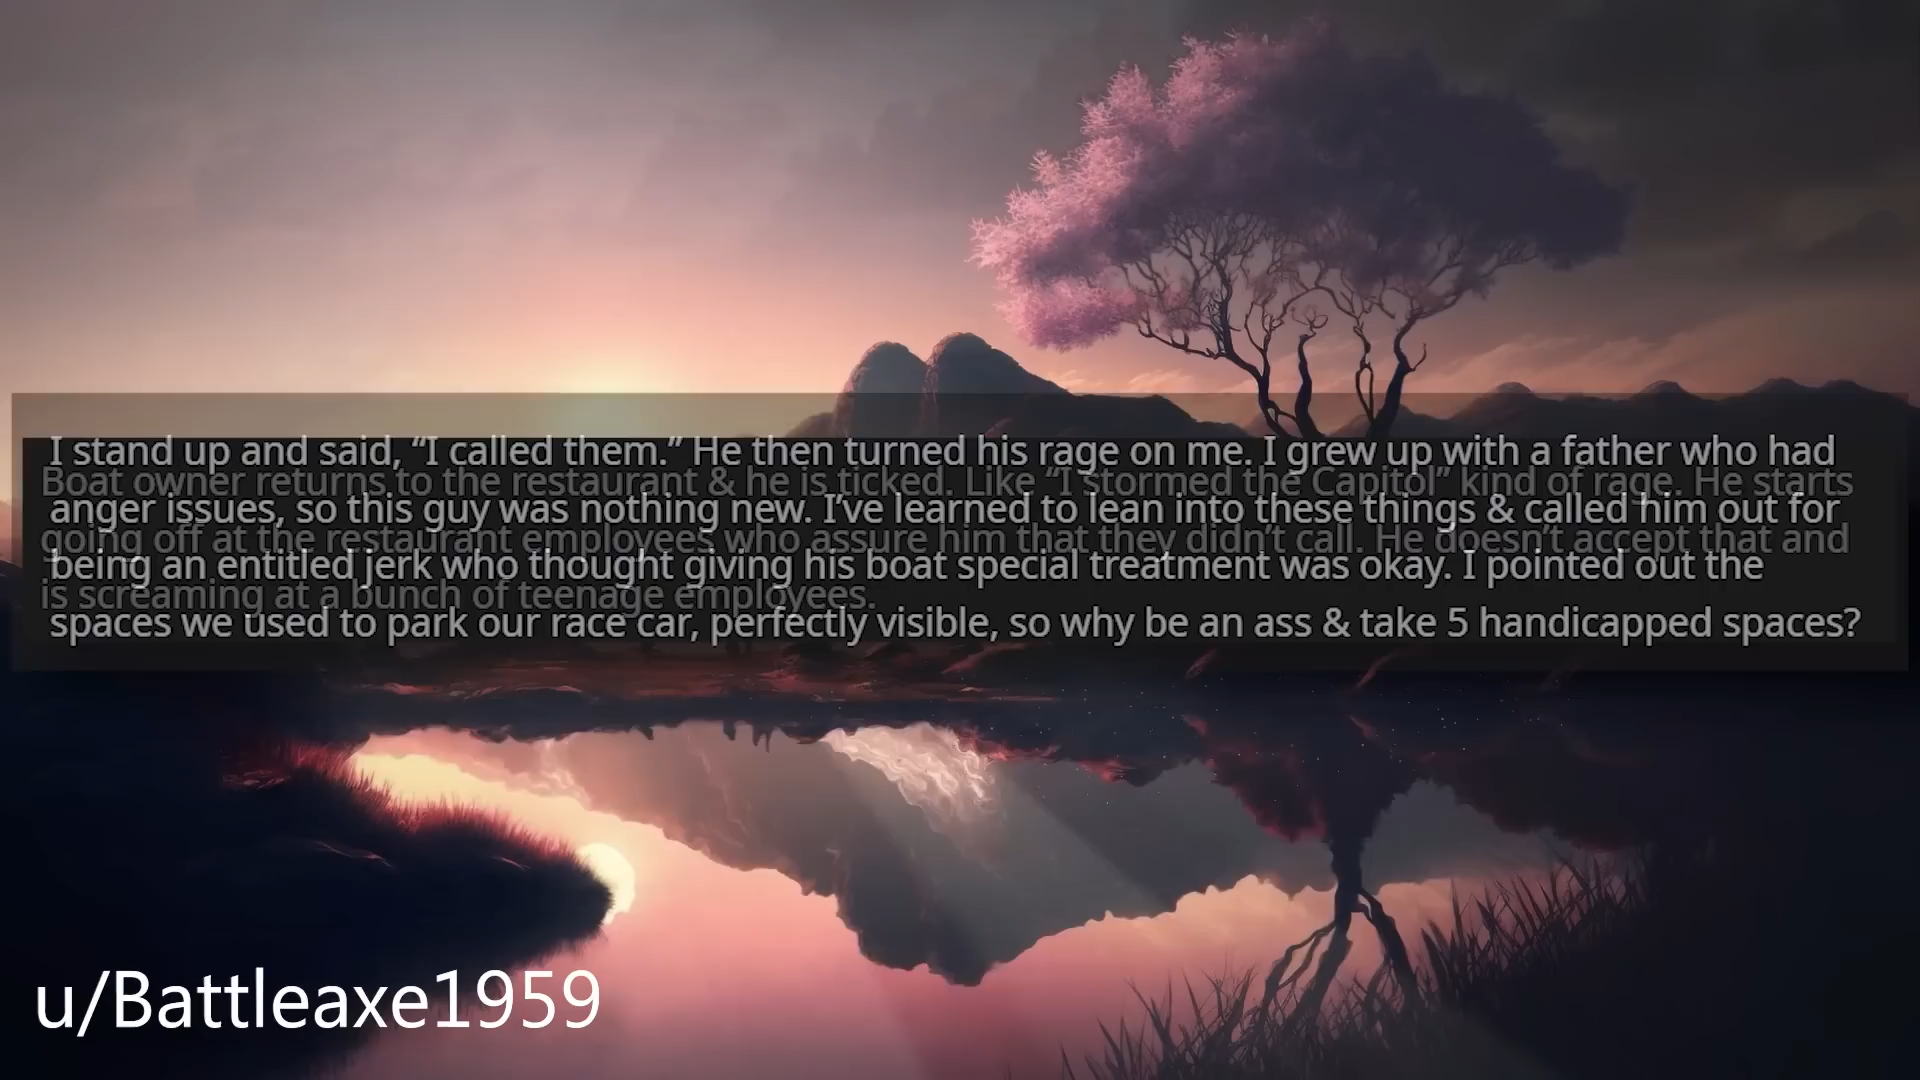 I stand up and said, “I called them.” He then turned his rage on me. I grew up with a father who had
Boat owner returns to the restaurant & he is ticked. Like “I stormed the Capitol” kind of rage. He starts
anger issues, so this guy was nothing new. I’ve learned to lean into these things & called him out for
going off at the restaurant employees who assure him that they didn’t call. He doesn’t accept that and
being an entitled jerk who thought giving his boat special treatment was okay. I pointed out the
is screaming at a bunch of teenage employees.
spaces we used to park our race car, perfectly visible, so why be an ass & take 5 handicapped spaces?
u/Battleaxe1959